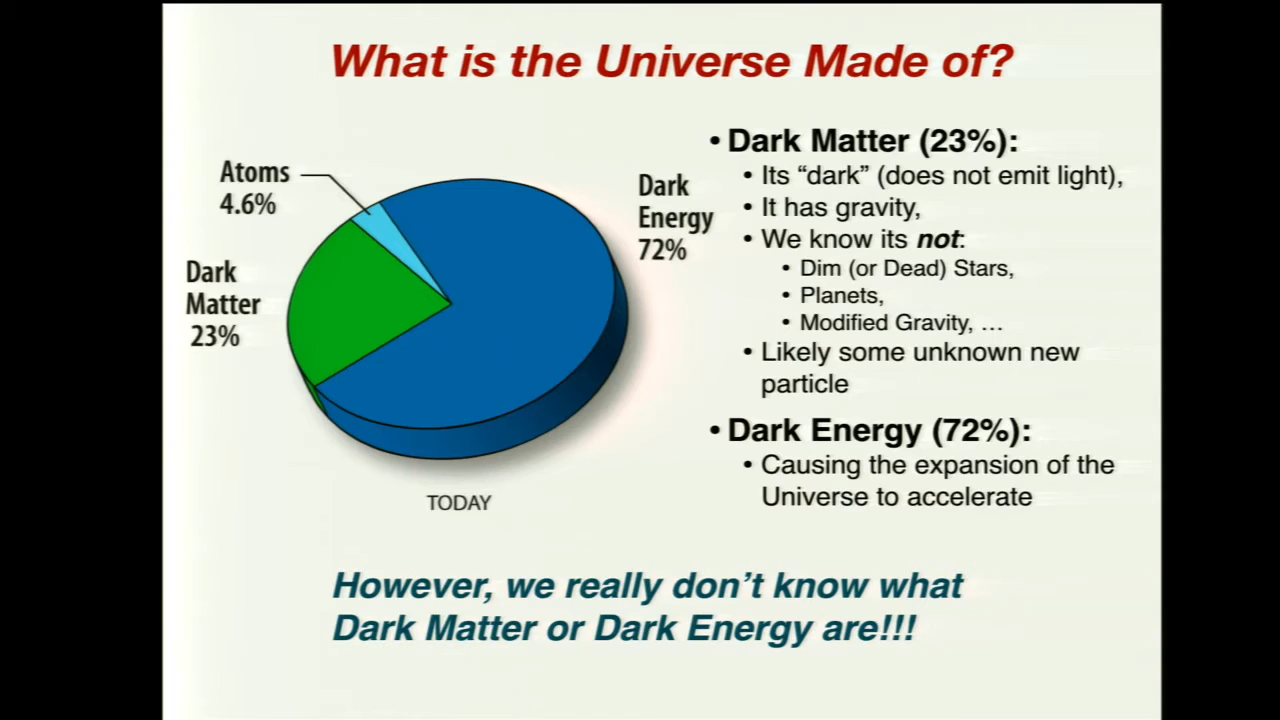 What is the Universe Made of?
Atoms
4.6%
Dark
Energy
72%
Dark
Matter
23%
TODAY
• Dark Matter (23%):
• Its “dark” (does not emit light),
• It has gravity,
• We know its not:
• Dim (or Dead) Stars,
• Planets,
• Modified Gravity, …
• Likely some unknown new
particle
• Dark Energy (72%):
• Causing the expansion of the
Universe to accelerate
However, we really don’t know what
Dark Matter or Dark Energy are!!!